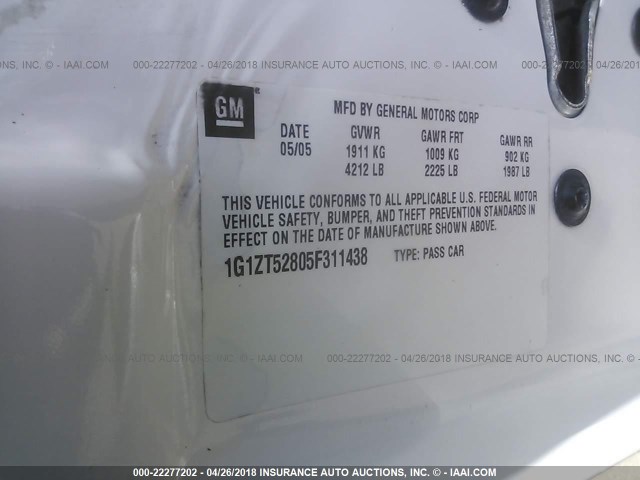 INC. - IAAI.COM 000-22277202 - 04/26/2018 INSURANCE AUTO AUCTIONS, INC. - IAAI.COM 000-22277202 - 04/26/2018
GM
MFD BY GENERAL MOTORS CORP
DATE GVWR GAWR FRT GAWR RR
05/05 1911 KG 1009 KG 902 KG
4212 LB 2225 LB 1987 LB
THIS VEHICLE CONFORMS TO ALL APPLICABLE U.S. FEDERAL MOTOR
VEHICLE SAFETY, BUMPER, AND THEFT PREVENTION STANDARDS IN
EFFECT ON THE DATE OF MANUFACTURE SHOWN ABOVE.
1G1ZT52805F311438 TYPE: PASS CAR
AUTO AUCTIONS, INC. - IAAI.COM 000-22277202 - 04/26/2018 INSURANCE AUTO AUCTIONS, INC. - IAAI.COM
000-22277202 - 04/26/2018 INSURANCE AUTO AUCTIONS, INC. - IAAI.COM